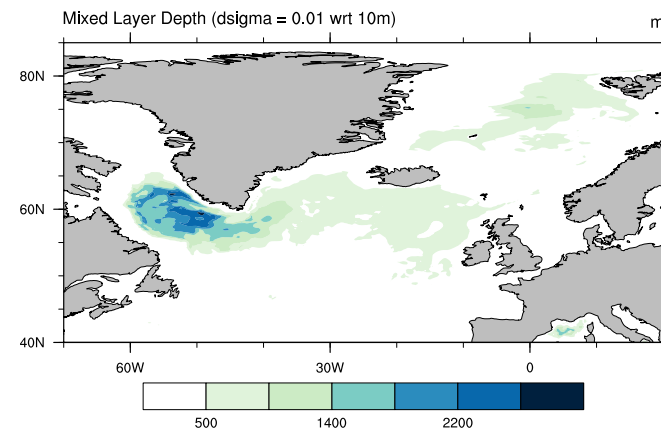 Mixed Layer Depth (dsigma = 0.01 wrt 10m) m
80N
60N
40N
60W 30W 0
500 1400 2200